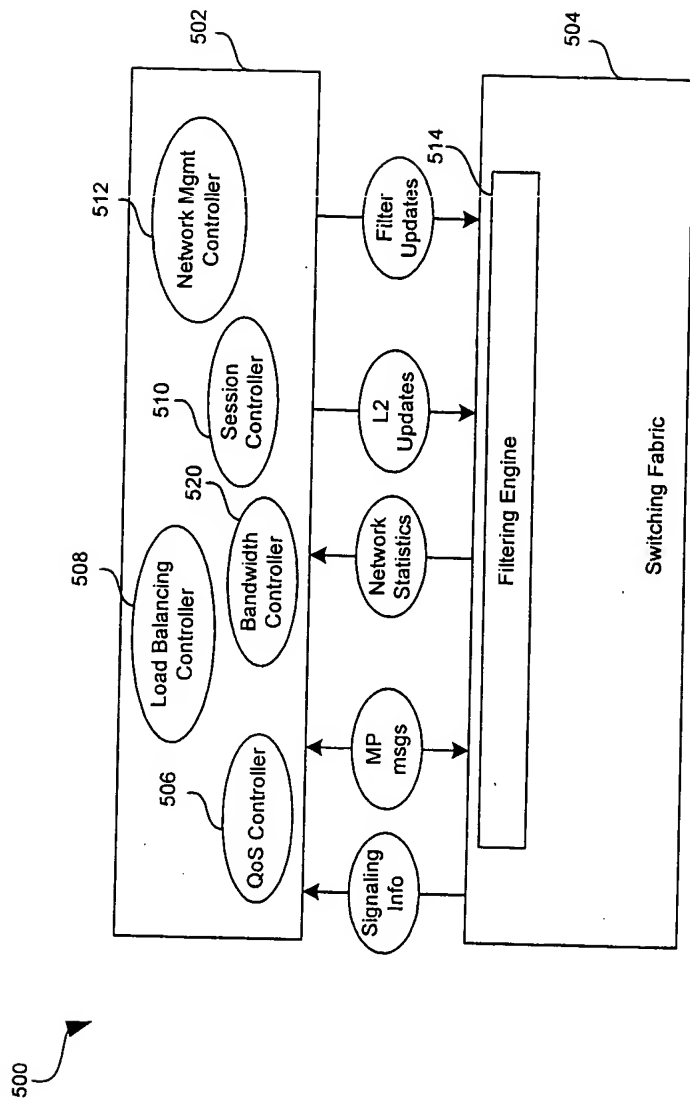 500
502
512
Network Mgmt
Controller
510
Session
Controller
520
Bandwidth
Controller
508
Load Balancing
Controller
506
QoS Controller
Filter
Updates
L2
Updates
Network
Statistics
MP
msgs
Signaling
Info
504
514
Filtering Engine
Switching Fabric